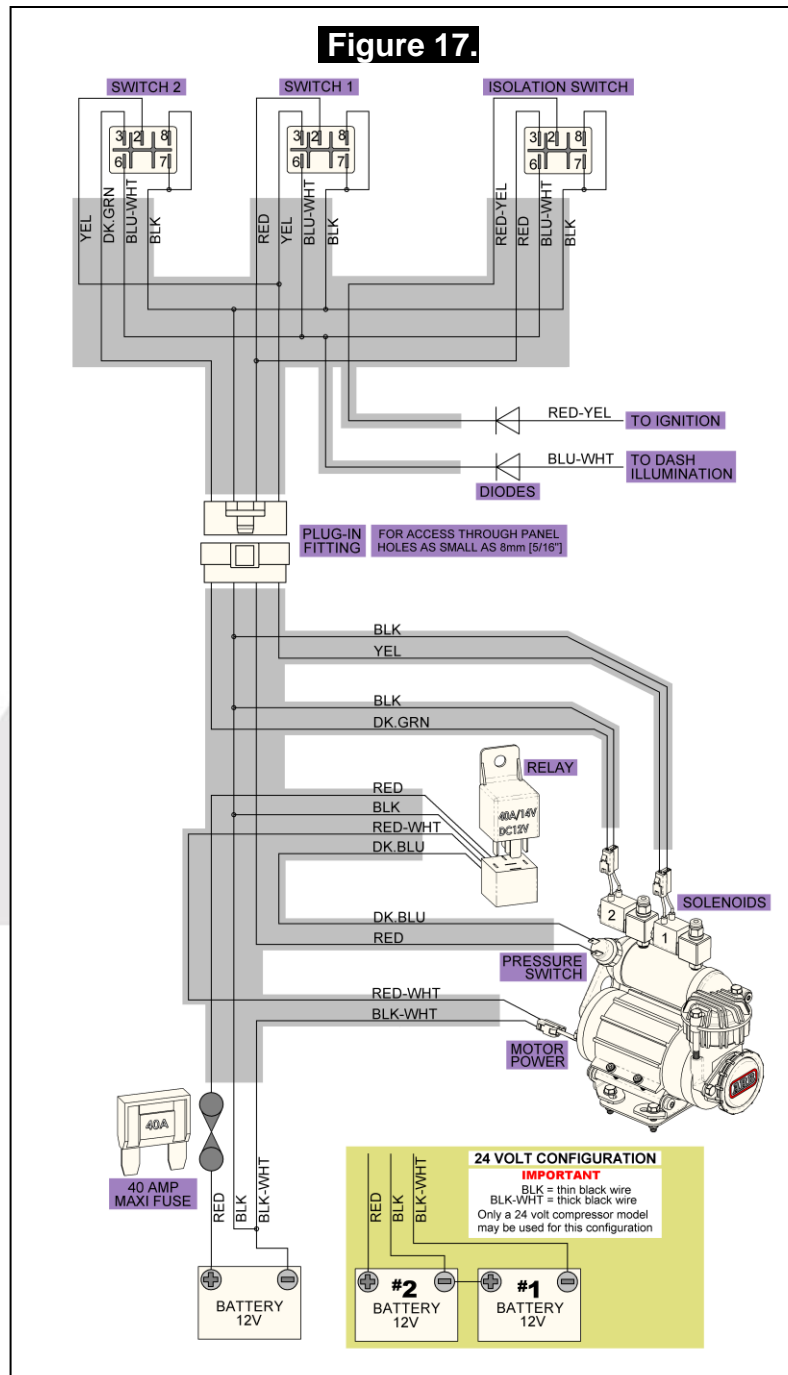 Figure 17.
SWITCH 2
SWITCH 1
ISOLATION SWITCH
3 2 8
6 7
3 2 8
6 7
3 2 8
6 7
YEL
DK.GRN
BLU-WHT
BLK
RED
YEL
BLU-WHT
BLK
RED-YEL
RED
BLU-WHT
BLK
RED-YEL
TO IGNITION
BLU-WHT
TO DASH
ILLUMINATION
DIODES
PLUG-IN
FITTING
FOR ACCESS THROUGH PANEL
HOLES AS SMALL AS 8mm [5/16"]
BLK
YEL
BLK
DK.GRN
RELAY
40A/14V
DC12V
RED
BLK
RED-WHT
DK.BLU
SOLENOIDS
2
1
DK.BLU
RED
PRESSURE
SWITCH
RED-WHT
BLK-WHT
MOTOR
POWER
ARB
40A
40 AMP
MAXI FUSE
RED
BLK
BLK-WHT
BATTERY
12V
24 VOLT CONFIGURATION
IMPORTANT
BLK = thin black wire
BLK-WHT = thick black wire
Only a 24 volt compressor model
may be used for this configuration
RED
BLK
BLK-WHT
#2
BATTERY
12V
#1
BATTERY
12V